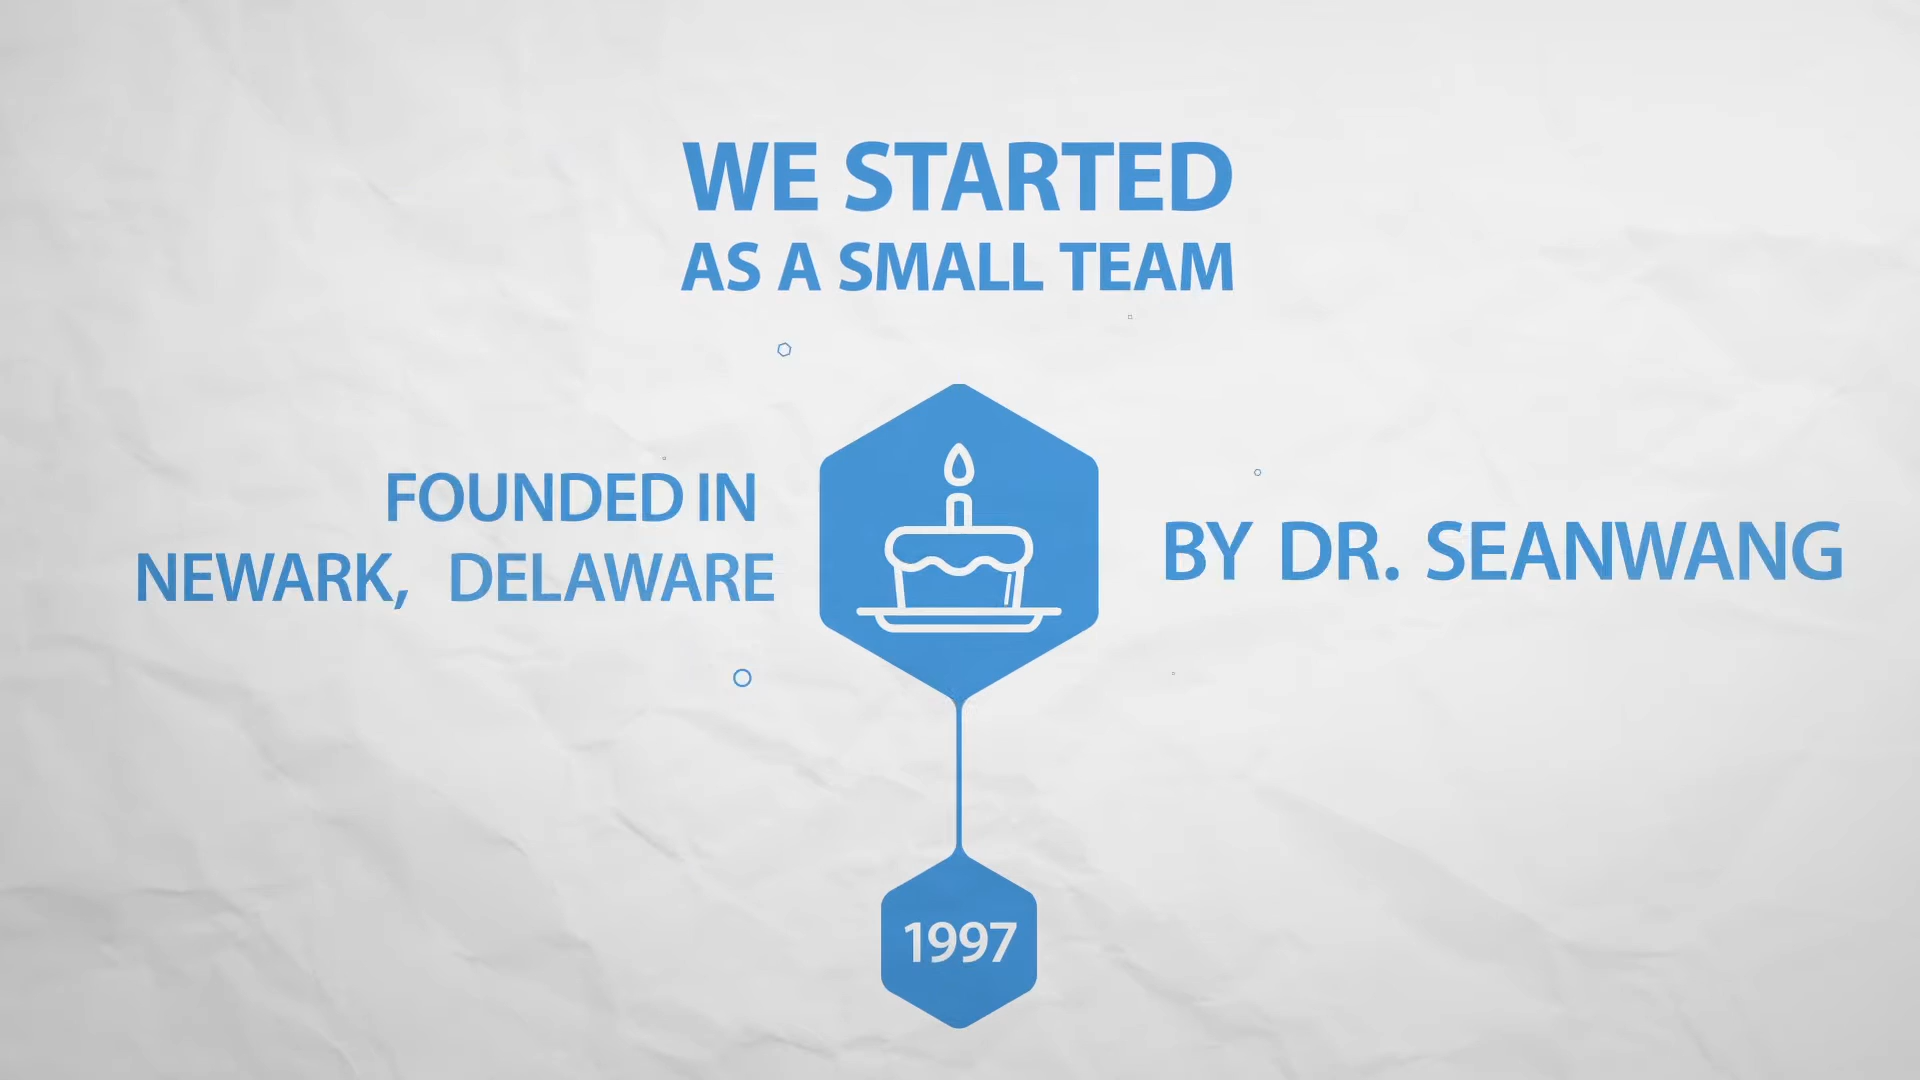 WE STARTED
AS A SMALL TEAM
FOUNDED IN
NEWARK, DELAWARE
BY DR. SEANWANG
1997